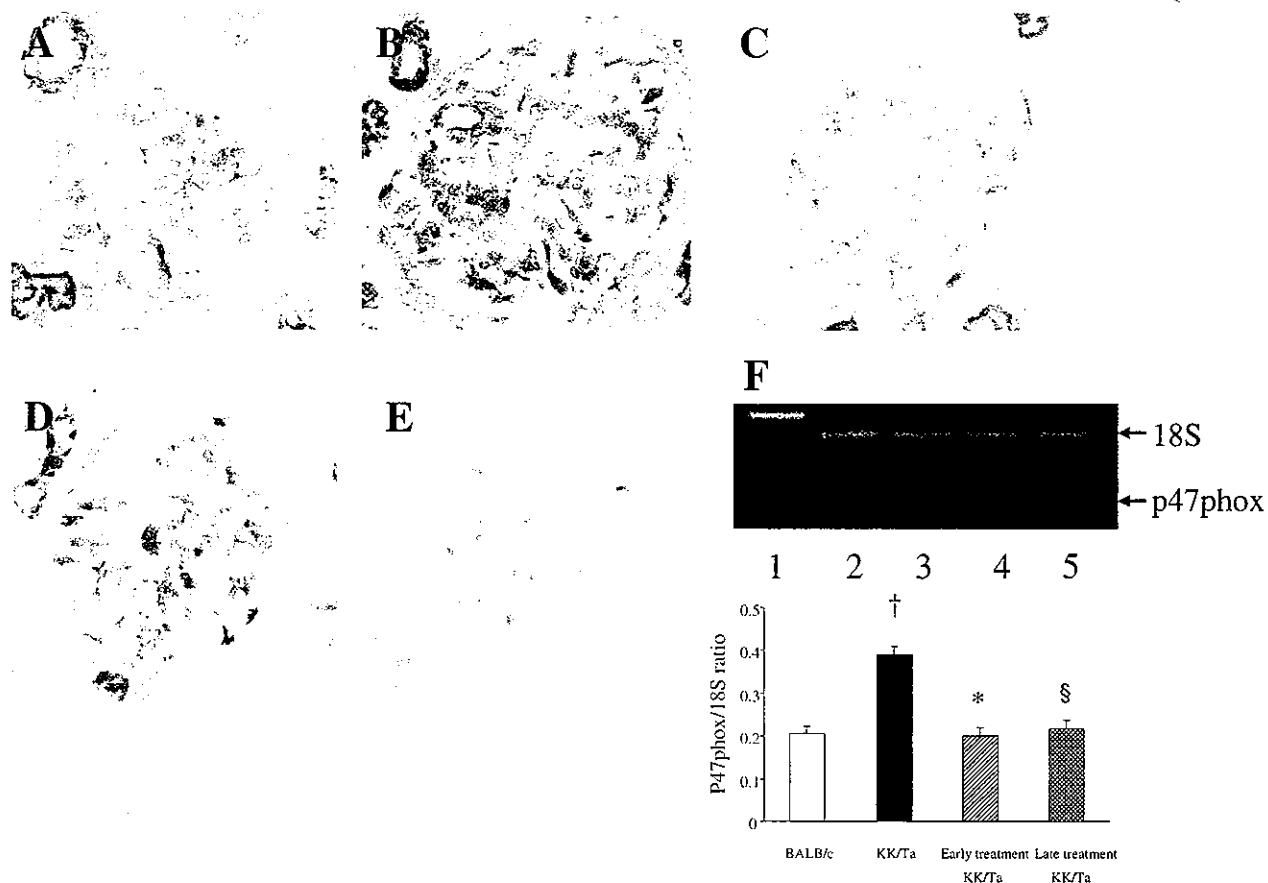 A
B
C
D
E
F
18S
p47phox
1 2 3 4 5
†
0.5
0.4
0.3
0.2
0.1
0
*
§
P47phox/18S ratio
BALB/c KK/Ta Early treatment Late treatment
KK/Ta KK/Ta